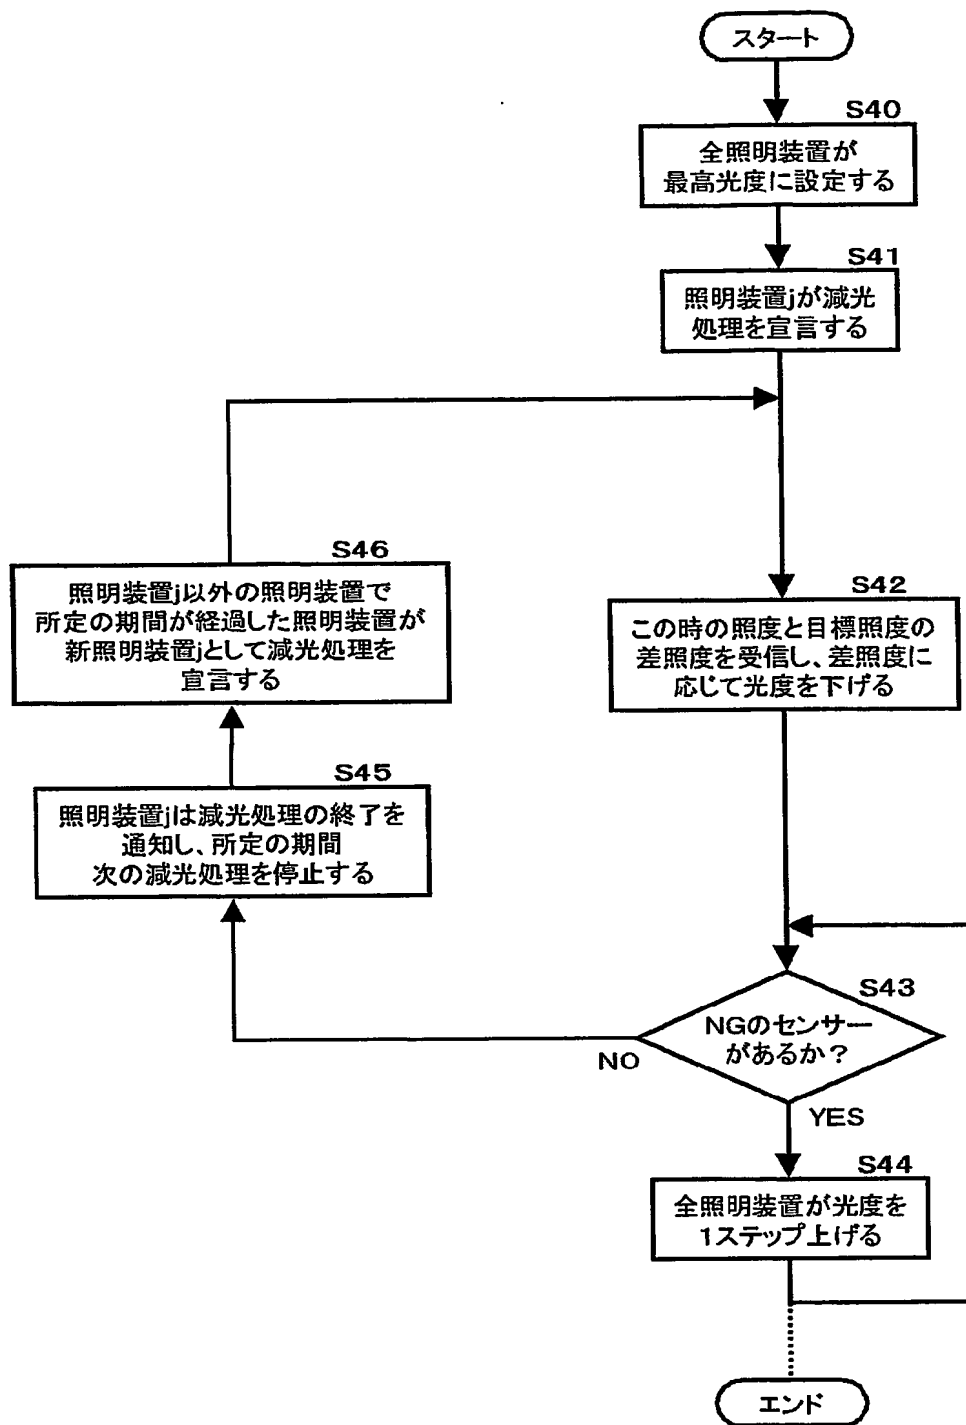 スタート
S40
全照明装置が
最高光度に設定する
S41
照明装置jが減光
処理を宣言する
S46
照明装置j以外の照明装置で
所定の期間が経過した照明装置が
新照明装置jとして減光処理を
宣言する
S42
この時の照度と目標照度の
差照度を受信し、差照度に
応じて光度を下げる
S45
照明装置jは減光処理の終了を
通知し、所定の期間
次の減光処理を停止する
S43
NGのセンサー
があるか？
NO
YES
S44
全照明装置が光度を
1ステップ上げる
エンド